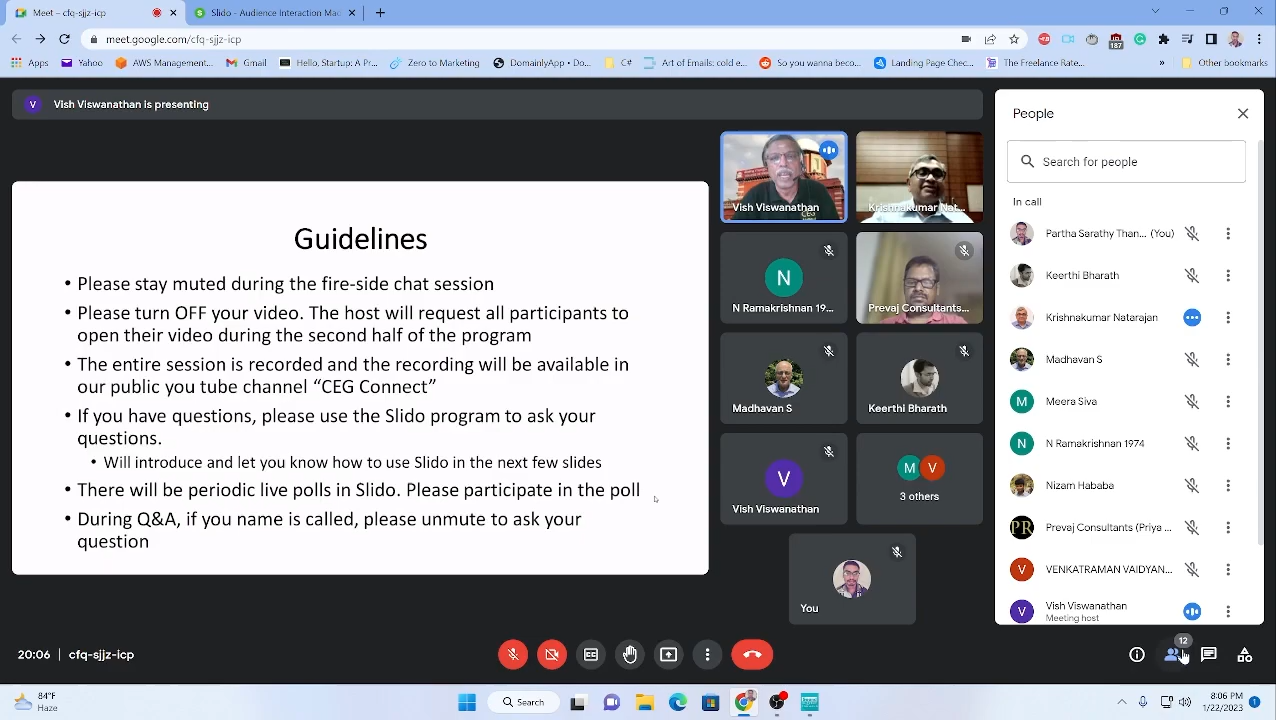 Meet – cfq-sjjz-icp
Slido - Audience Interaction Mac
meet.google.com/cfq-sjjz-icp
187
Apps
Yahoo
AWS Management...
Gmail
Hello, Startup: A Pr...
Zero to Marketing
DomainlyApp • Do...
C#
Art of Emails: cold e...
So you wanna beco...
Landing Page Chec...
The Freelance Rate...
»
Other bookmarks
V
Vish Viswanathan is presenting
Guidelines
• Please stay muted during the fire-side chat session
• Please turn OFF your video. The host will request all participants to
open their video during the second half of the program
• The entire session is recorded and the recording will be available in
our public you tube channel “CEG Connect”
• If you have questions, please use the Slido program to ask your
questions.
• Will introduce and let you know how to use Slido in the next few slides
• There will be periodic live polls in Slido. Please participate in the poll
• During Q&A, if you name is called, please unmute to ask your
question
CEG
Vish Viswanathan
Krishnakumar Nat...
N
N Ramakrishnan 19...
Prevaj Consultants...
Madhavan S
Keerthi Bharath
V
Vish Viswanathan
M V
3 others
You
People
Search for people
In call
Partha Sarathy Than... (You)
Keerthi Bharath
Krishnakumar Natarajan
Madhavan S
M
Meera Siva
N
N Ramakrishnan 1974
Nizam Hababa
PR
Prevaj Consultants (Priya ...
V
VENKATRAMAN VAIDYAN...
V
Vish Viswanathan
Meeting host
20:06 | cfq-sjjz-icp
12
84°F
Haze
Search
8:06 PM
1/22/2023
1